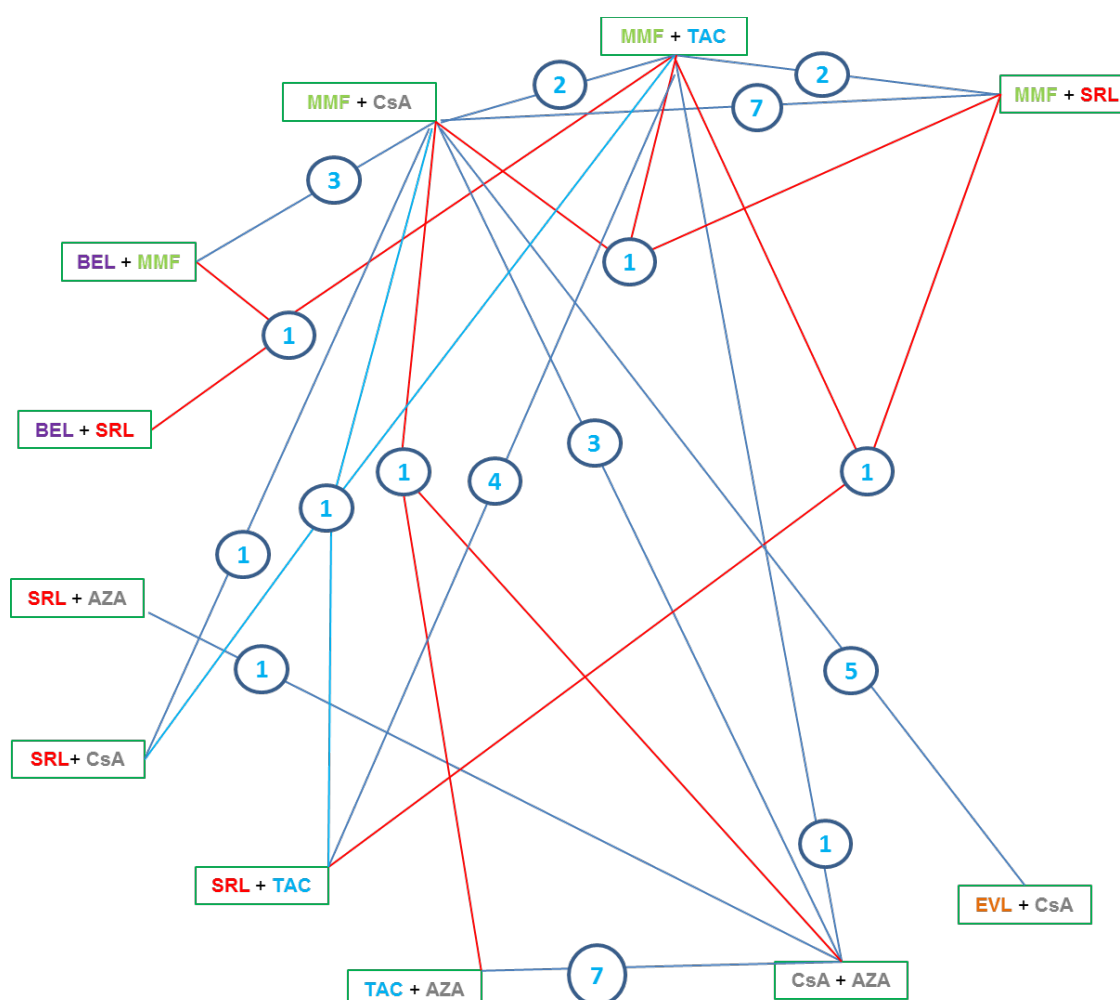 MMF + TAC
2
2
MMF + CsA
7
MMF + SRL
3
BEL + MMF
1
1
BEL + SRL
3
1
4
1
1
1
SRL + AZA
1
5
SRL+ CsA
1
SRL + TAC
EVL + CsA
7
TAC + AZA
CsA + AZA